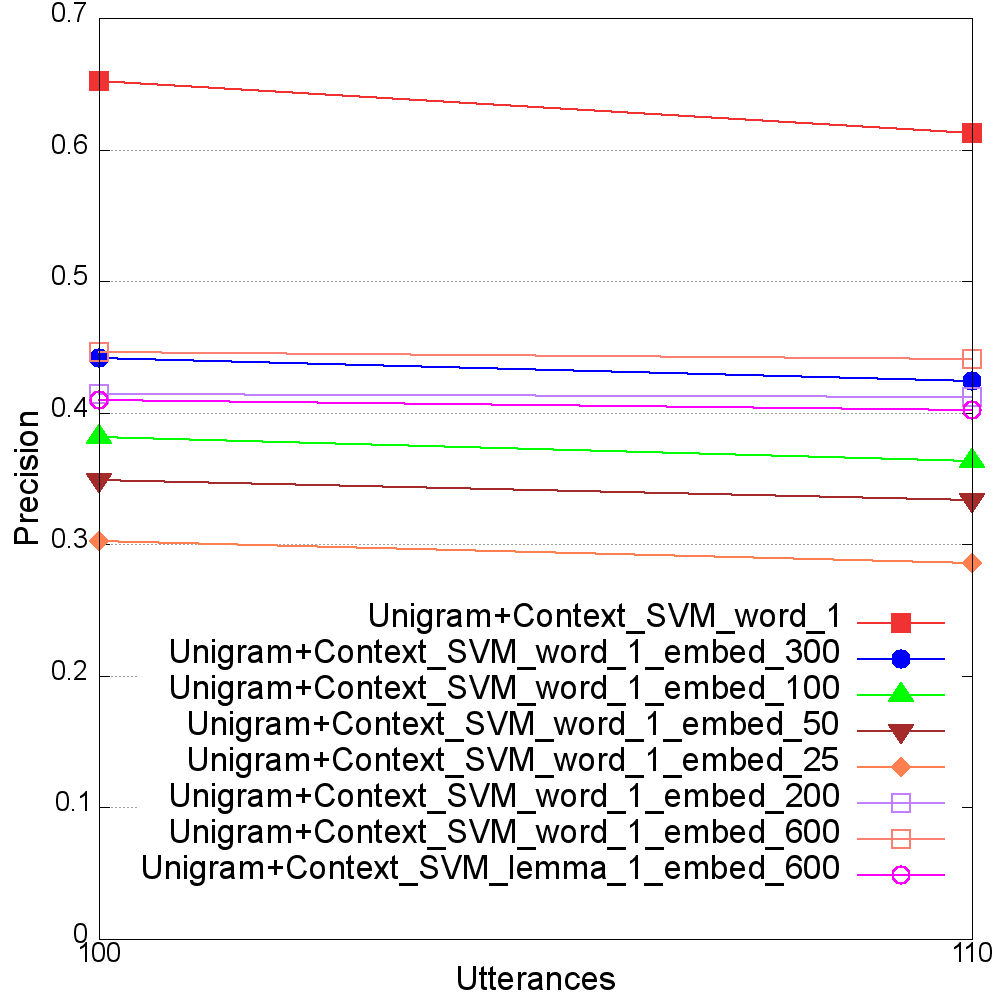 0.7
0.6
0.5
0.4
0.3
0.2
0.1
0
Precision
Unigram+Context_SVM_word_1
Unigram+Context_SVM_word_1_embed_300
Unigram+Context_SVM_word_1_embed_100
Unigram+Context_SVM_word_1_embed_50
Unigram+Context_SVM_word_1_embed_25
Unigram+Context_SVM_word_1_embed_200
Unigram+Context_SVM_word_1_embed_600
Unigram+Context_SVM_lemma_1_embed_600
100 110
Utterances